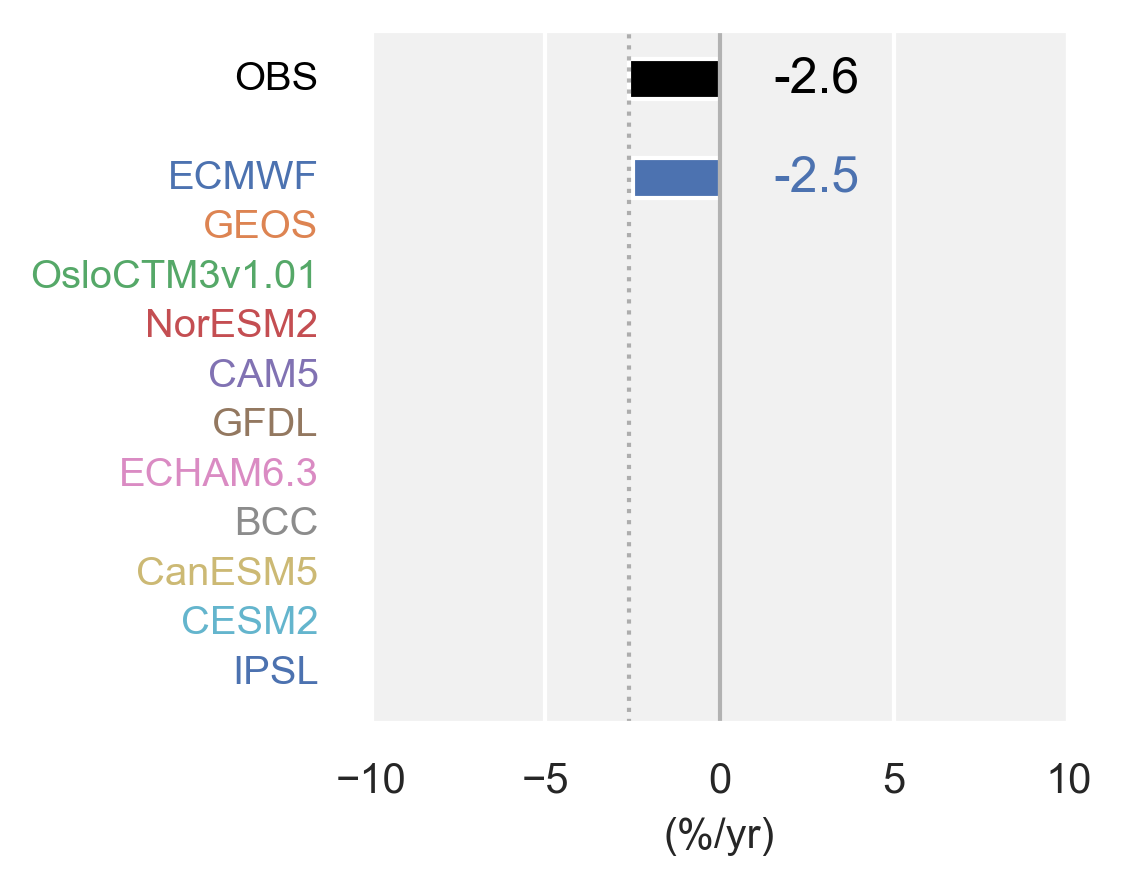 OBS -2.6
ECMWF -2.5
GEOS
OsloCTM3v1.01
NorESM2
CAM5
GFDL
ECHAM6.3
BCC
CanESM5
CESM2
IPSL
−10 −5 0 5 10
(%/yr)